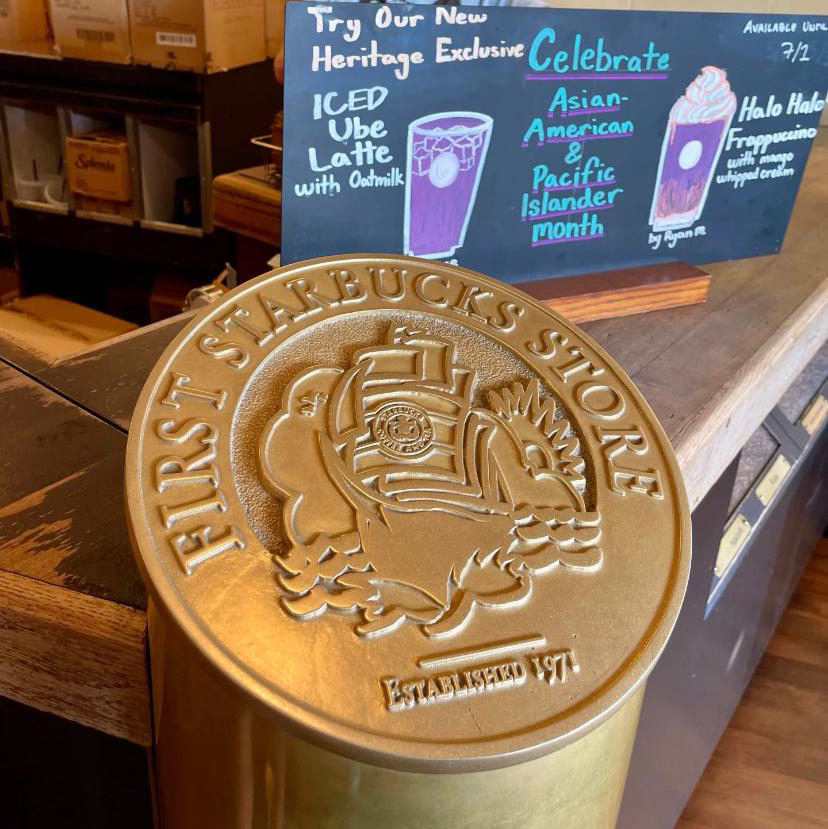 Try Our New
Heritage Exclusive
ICED
Ube
Latte
with Oatmilk
Celebrate
Asian-
American
&
Pacific
Islander
month
AVAILABLE UNTIL
7/1
Halo Halo
Frappuccino
with mango
whipped cream
by Ryan M.
Splenda
FIRST STARBUCKS STORE
ESTABLISHED 1971